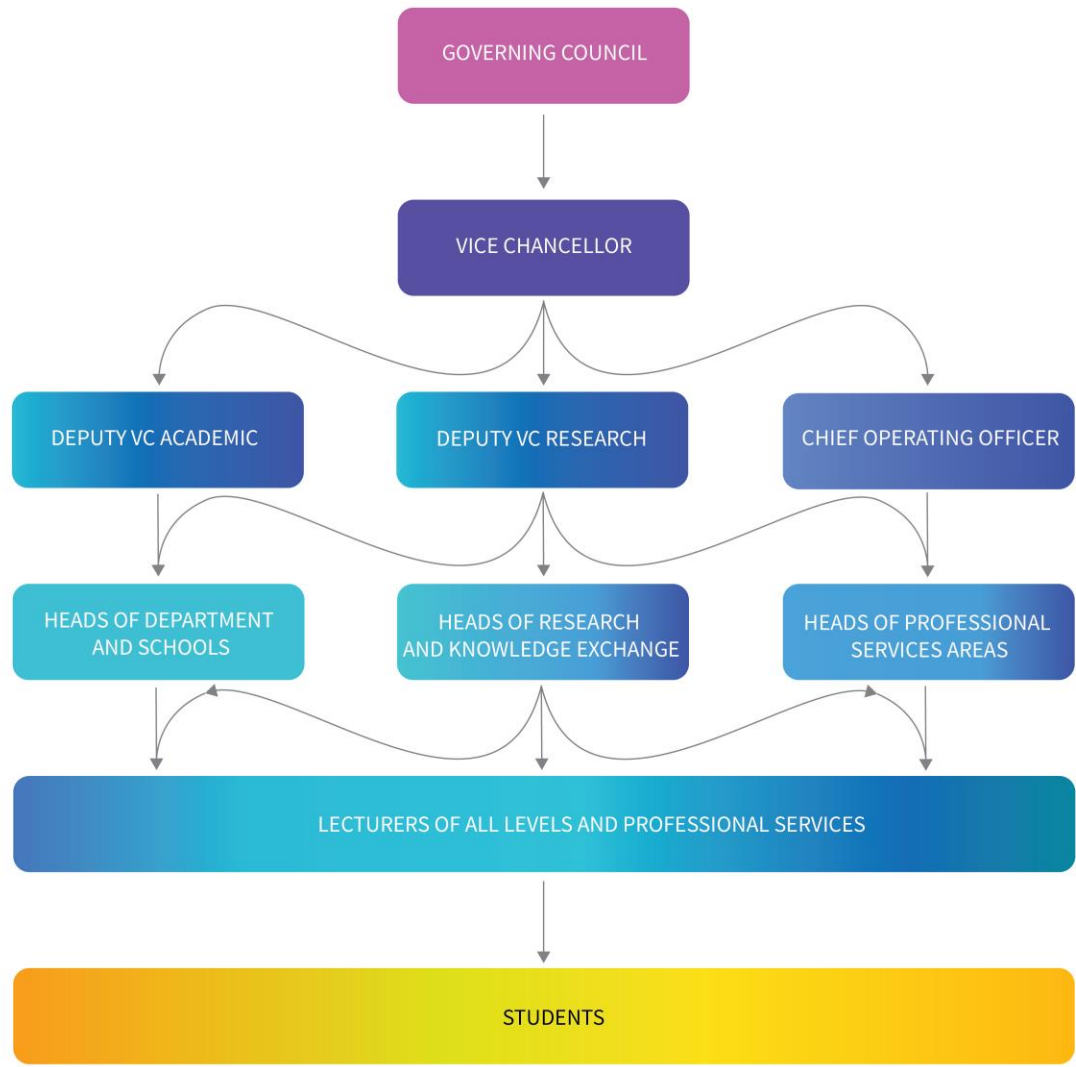 GOVERNING COUNCIL
VICE CHANCELLOR
DEPUTY VC ACADEMIC
DEPUTY VC RESEARCH
CHIEF OPERATING OFFICER
HEADS OF DEPARTMENT
AND SCHOOLS
HEADS OF RESEARCH
AND KNOWLEDGE EXCHANGE
HEADS OF PROFESSIONAL
SERVICES AREAS
LECTURERS OF ALL LEVELS AND PROFESSIONAL SERVICES
STUDENTS